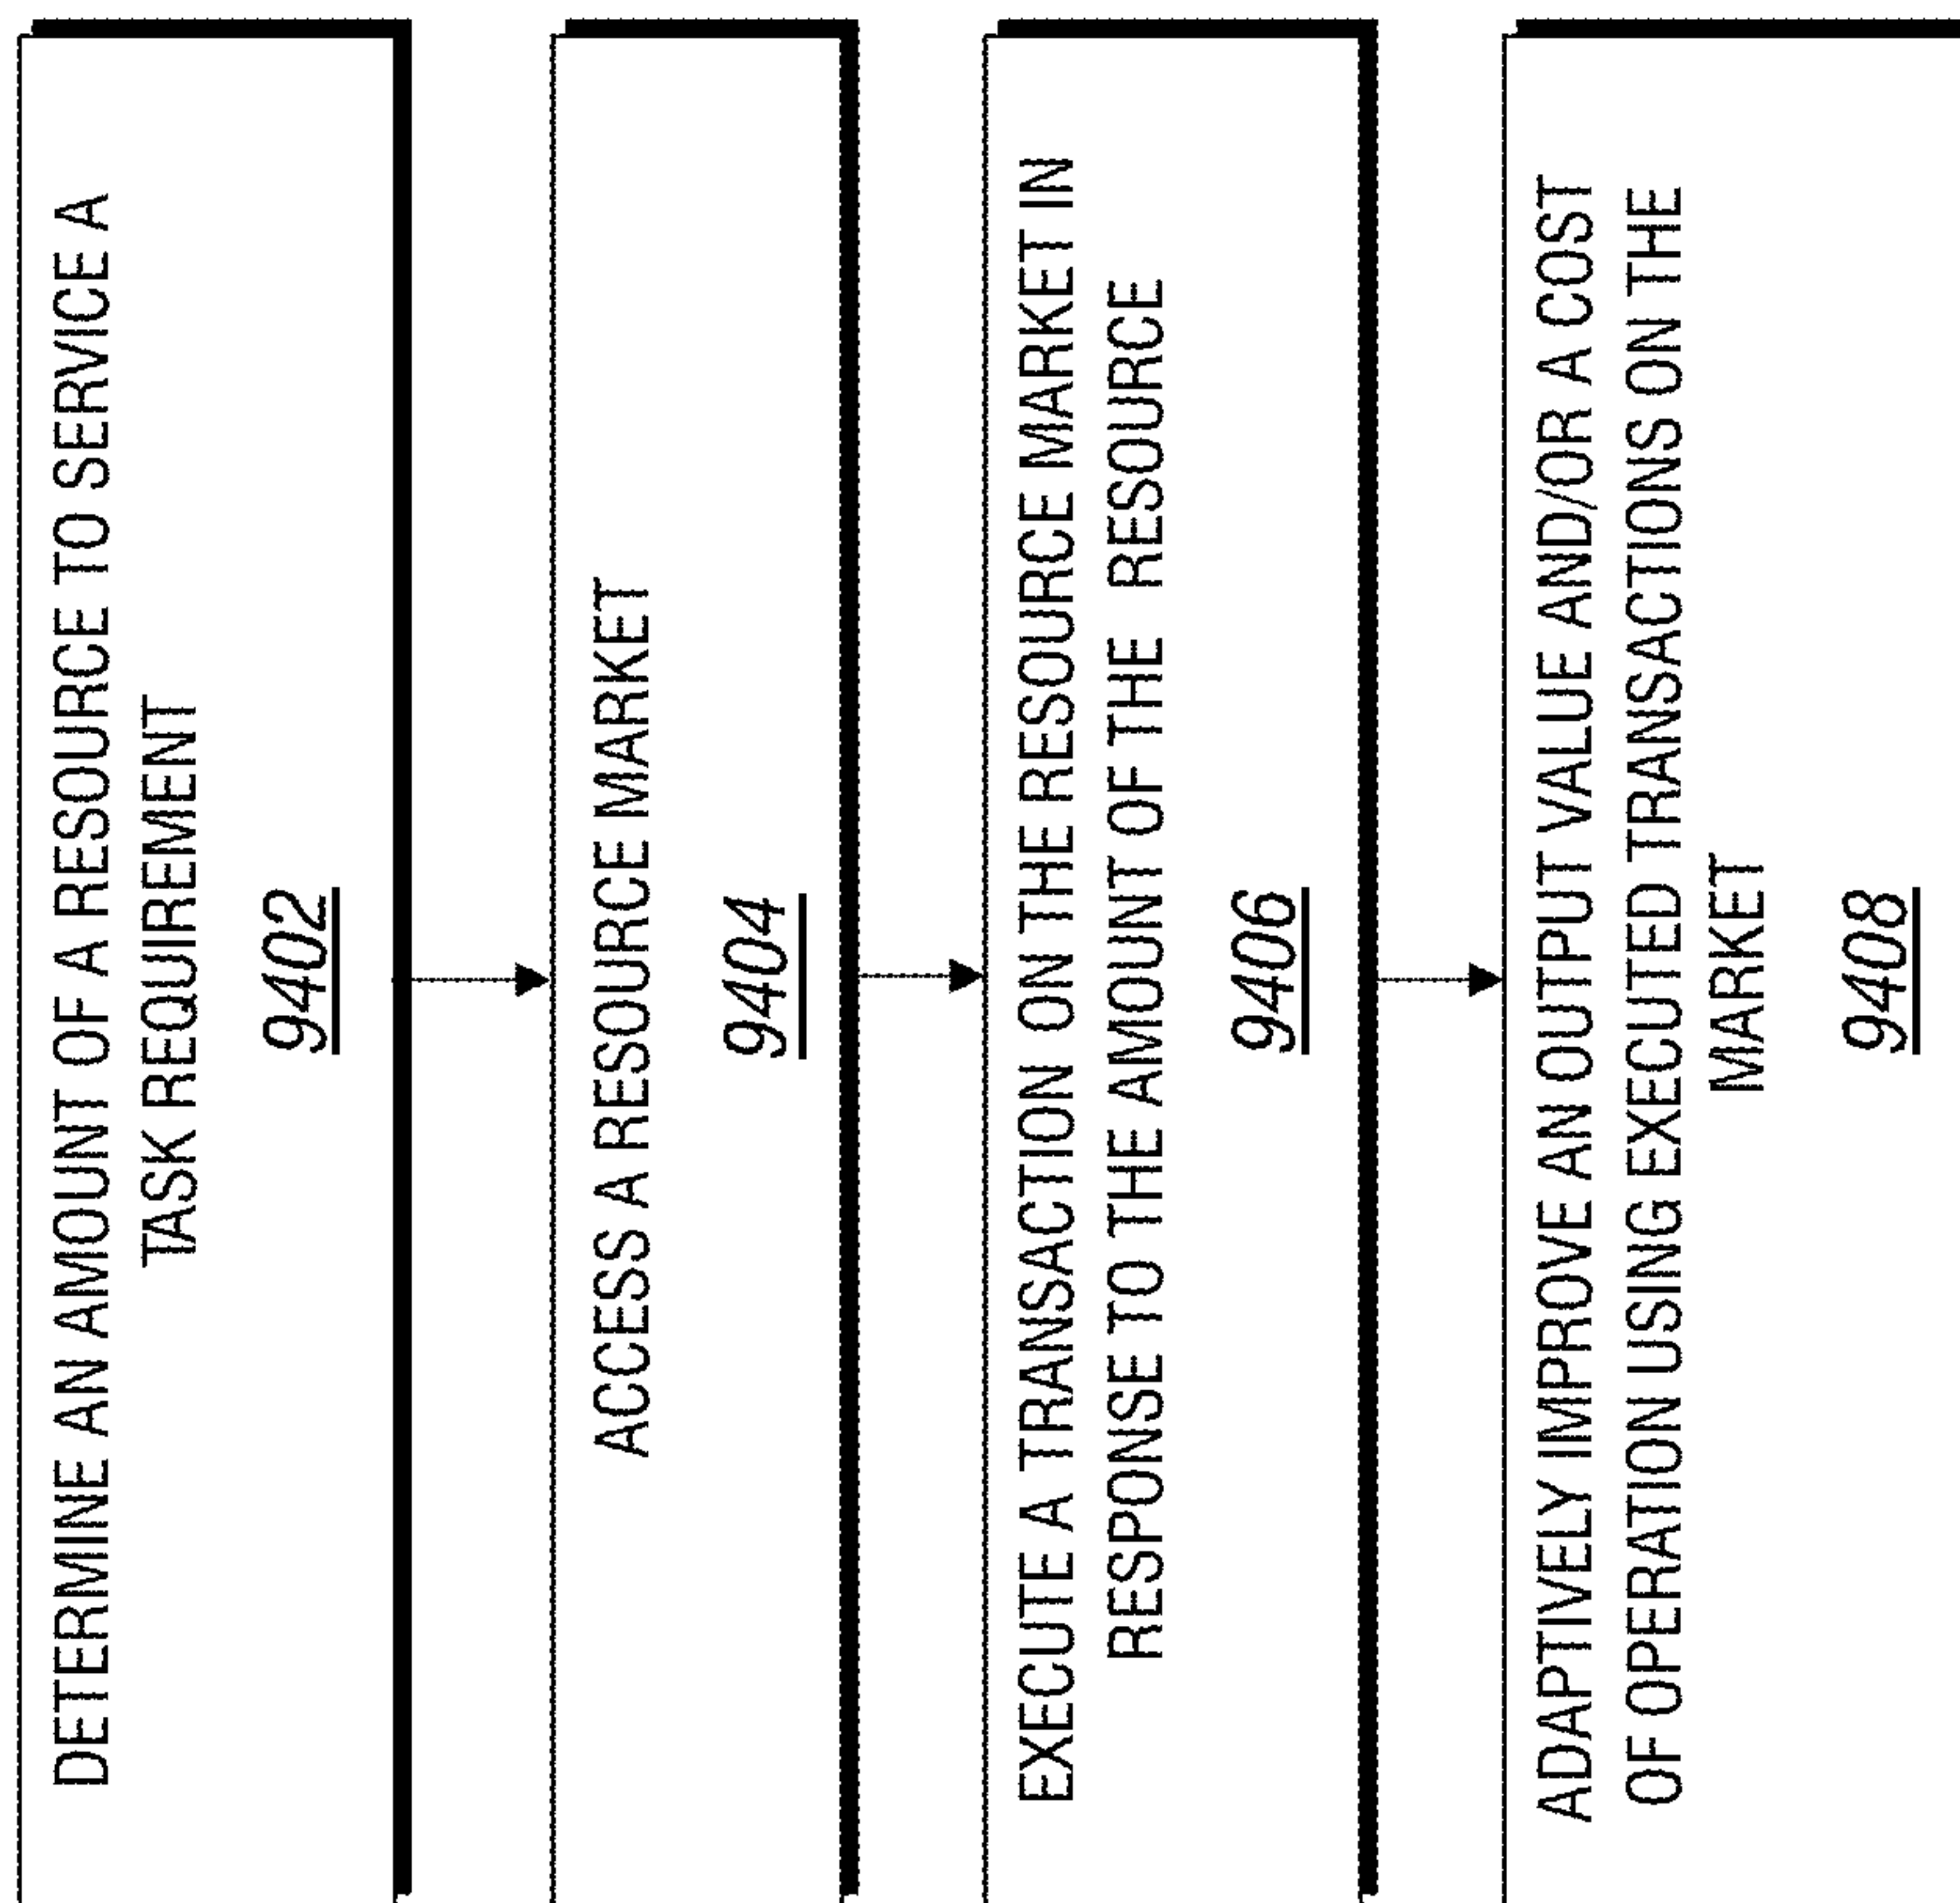 DETERMINE AN AMOUNT OF A RESOURCE TO SERVICE A
TASK REQUIREMENT
9402
ACCESS A RESOURCE MARKET
9404
EXECUTE A TRANSACTION ON THE RESOURCE MARKET IN
RESPONSE TO THE AMOUNT OF THE RESOURCE
9406
ADAPTIVELY IMPROVE AN OUTPUT VALUE AND/OR A COST
OF OPERATION USING EXECUTED TRANSACTIONS ON THE
MARKET
9408